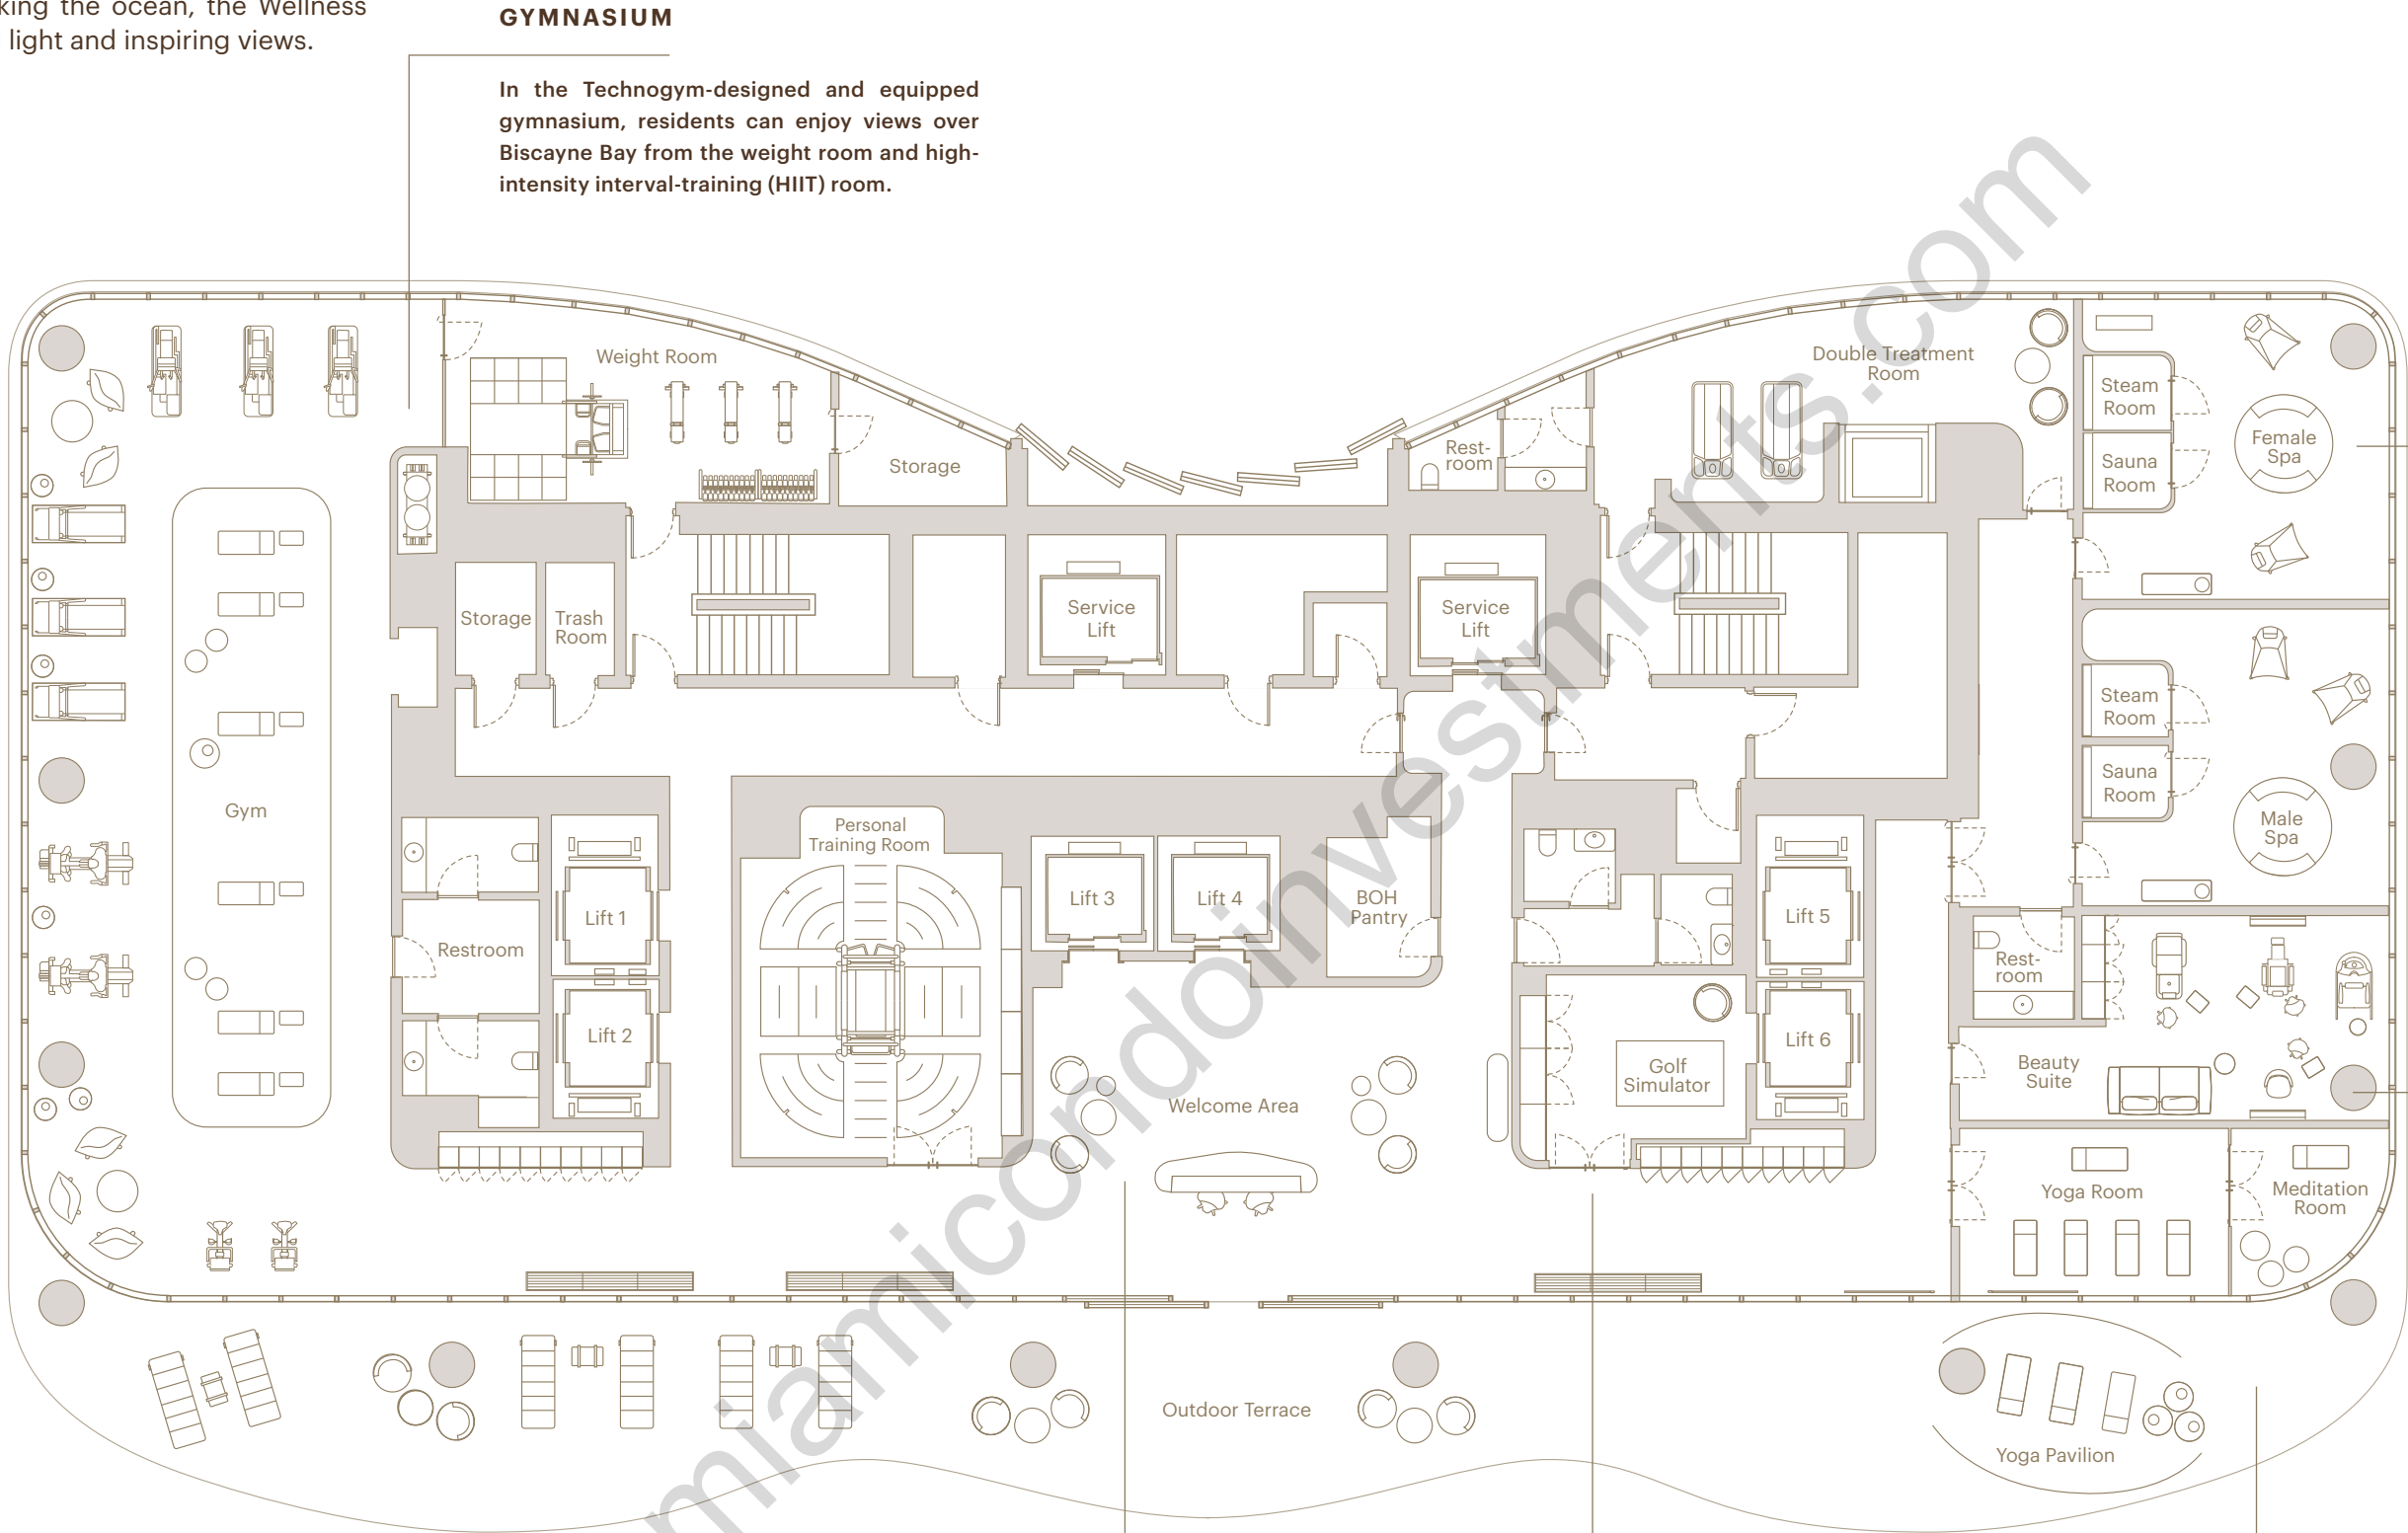 king the ocean, the Wellness
light and inspiring views.
GYMNASIUM
In the Technogym-designed and equipped
gymnasium, residents can enjoy views over
Biscayne Bay from the weight room and high-
intensity interval-training (HIIT) room.
Weight Room
Storage
Rest-
room
Double Treatment
Room
Steam
Room
Sauna
Room
Female
Spa
Storage
Trash
Room
Service
Lift
Service
Lift
Steam
Room
Sauna
Room
Male
Spa
Gym
Personal
Training Room
Restroom
Lift 1
Lift 2
Lift 3
Lift 4
BOH
Pantry
Lift 5
Lift 6
Rest-
room
Golf
Simulator
Beauty
Suite
Welcome Area
Yoga Room
Meditation
Room
Outdoor Terrace
Yoga Pavilion
miamicondoinvestments.com